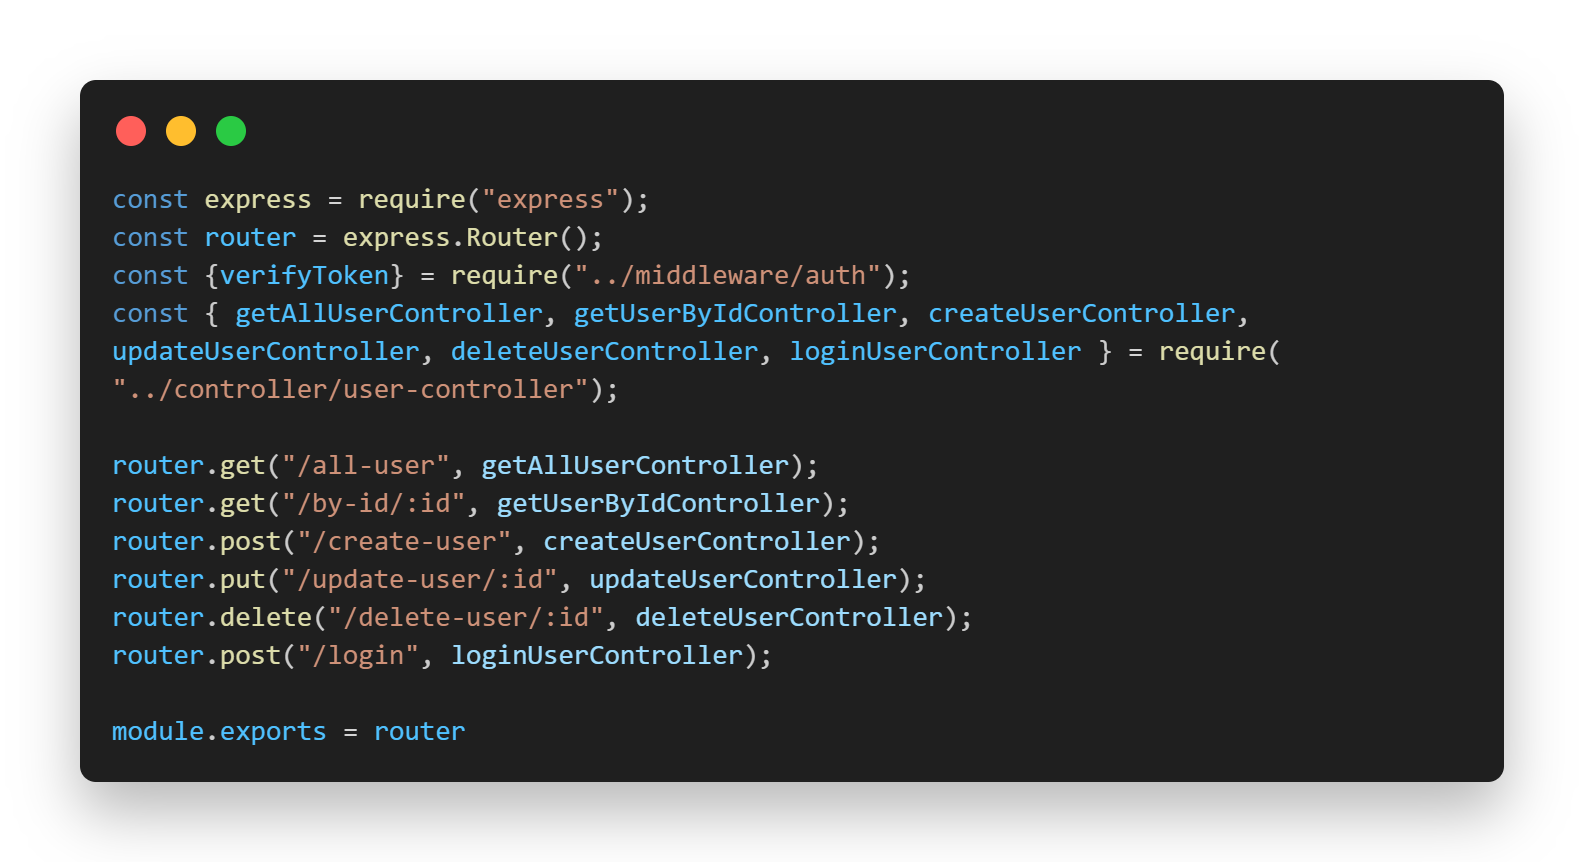 const express = require("express");
const router = express.Router();
const {verifyToken} = require("../middleware/auth");
const { getAllUserController, getUserByIdController, createUserController,
updateUserController, deleteUserController, loginUserController } = require(
"../controller/user-controller");

router.get("/all-user", getAllUserController);
router.get("/by-id/:id", getUserByIdController);
router.post("/create-user", createUserController);
router.put("/update-user/:id", updateUserController);
router.delete("/delete-user/:id", deleteUserController);
router.post("/login", loginUserController);

module.exports = router